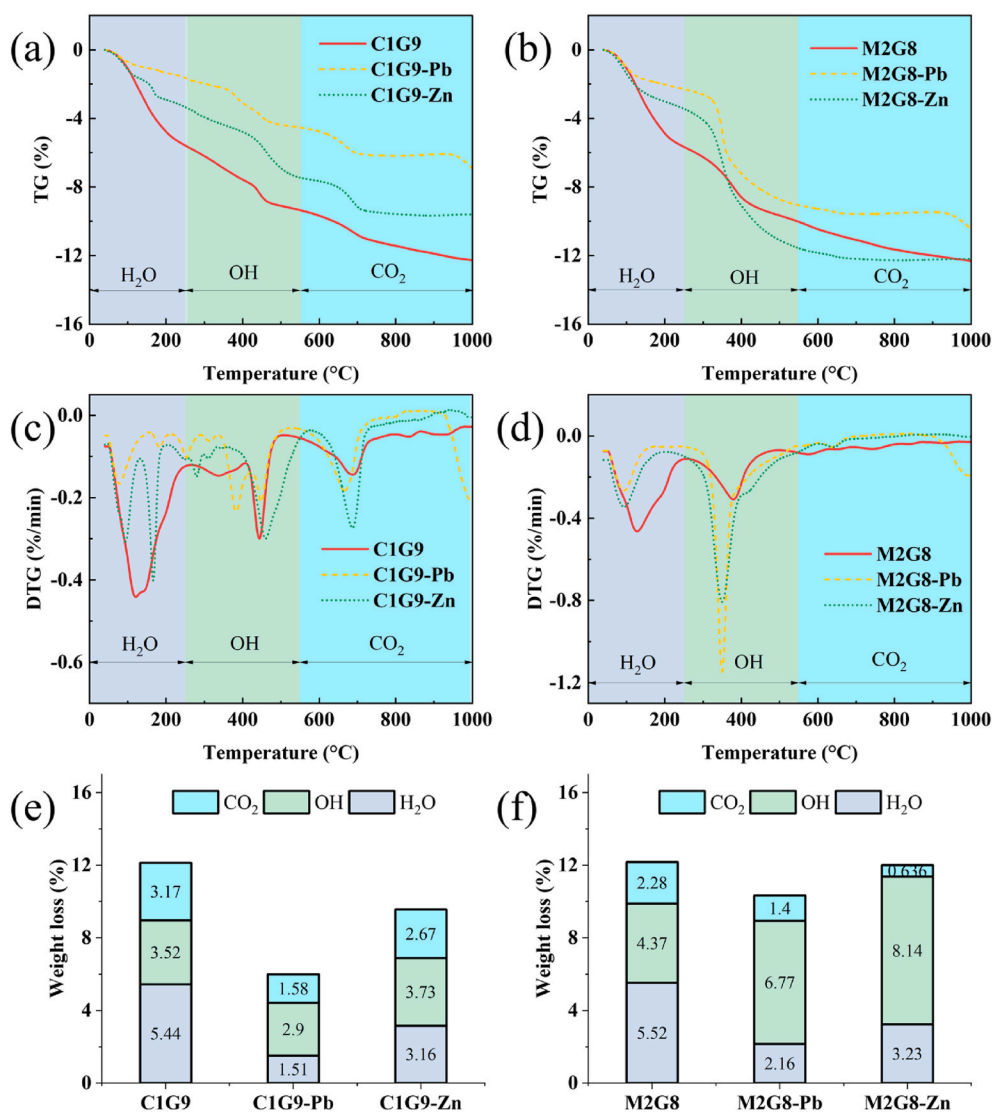 (a)
C1G9
C1G9-Pb
C1G9-Zn
0
-4
-8
-12
-16
TG (%)
H₂O
OH
CO₂
0 200 400 600 800 1000
Temperature (°C)
(b)
M2G8
M2G8-Pb
M2G8-Zn
0
-4
-8
-12
-16
TG (%)
H₂O
OH
CO₂
0 200 400 600 800 1000
Temperature (°C)
(c)
0.0
-0.2
-0.4
-0.6
DTG (%/min)
C1G9
C1G9-Pb
C1G9-Zn
H₂O
OH
CO₂
0 200 400 600 800 1000
Temperature (°C)
(d)
0.0
-0.4
-0.8
-1.2
DTG (%/min)
M2G8
M2G8-Pb
M2G8-Zn
H₂O
OH
CO₂
0 200 400 600 800 1000
Temperature (°C)
(e)
CO₂ OH H₂O
16
12
8
4
0
Weight loss (%)
3.17
3.52
5.44
1.58
2.9
1.51
2.67
3.73
3.16
C1G9 C1G9-Pb C1G9-Zn
(f)
CO₂ OH H₂O
16
12
8
4
0
Weight loss (%)
2.28
4.37
5.52
1.4
6.77
2.16
0.636
8.14
3.23
M2G8 M2G8-Pb M2G8-Zn